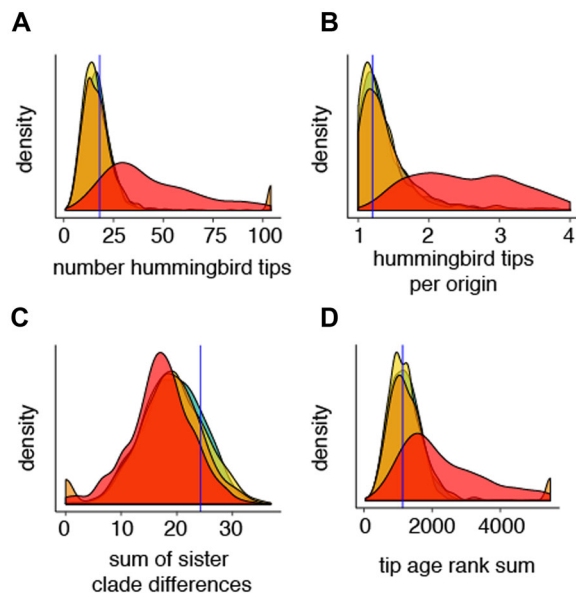 A
density
0 25 50 75 100
number hummingbird tips
B
density
1 2 3 4
hummingbird tips
per origin
C
density
0 10 20 30
sum of sister
clade differences
D
density
0 2000 4000
tip age rank sum